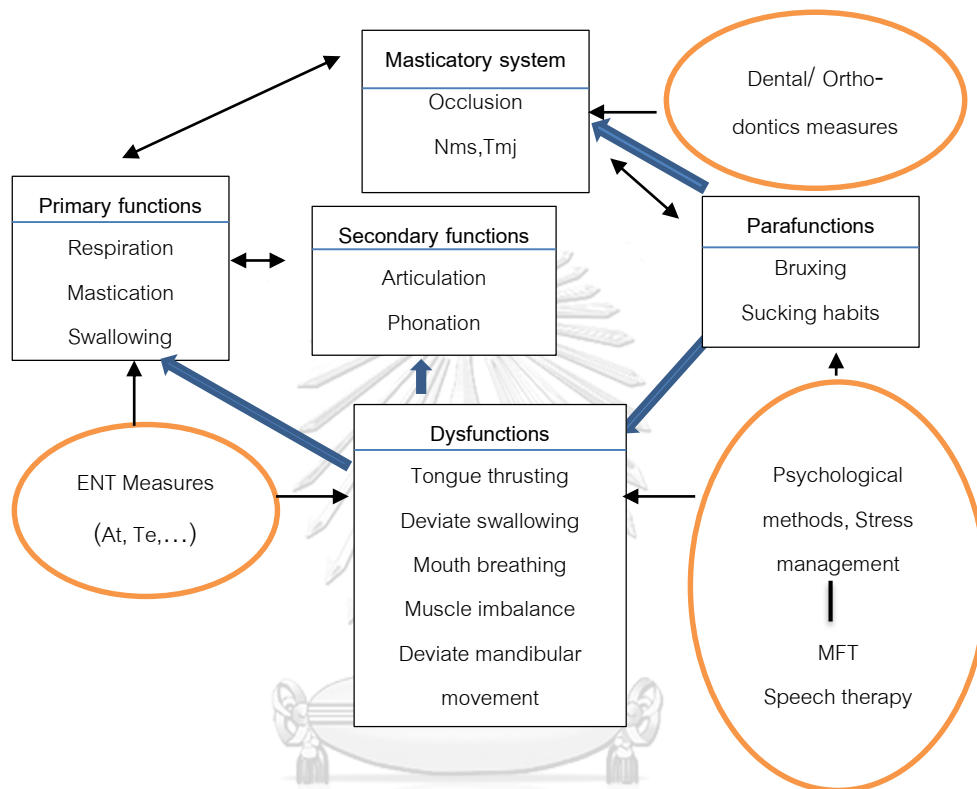 Masticatory system
Occlusion
Nms,Tmj
Dental/ Ortho-
dontics measures
Primary functions
Respiration
Mastication
Swallowing
Secondary functions
Articulation
Phonation
Parafunctions
Bruxing
Sucking habits
ENT Measures
(At, Te,...)
Dysfunctions
Tongue thrusting
Deviate swallowing
Mouth breathing
Muscle imbalance
Deviate mandibular
movement
Psychological
methods, Stress
management
MFT
Speech therapy